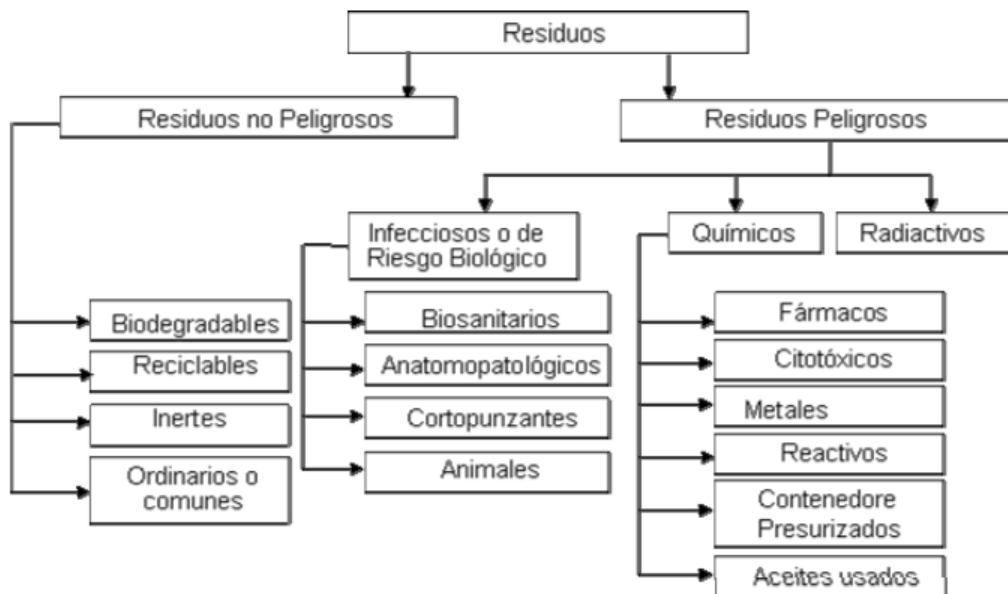 Residuos
Residuos no Peligrosos
Residuos Peligrosos
Infecciosos o de
Riesgo Biológico
Químicos
Radiactivos
Biodegradables
Reciclables
Inertes
Ordinarios o
comunes
Biosanitarios
Anatomopatológicos
Cortopunzantes
Animales
Fármacos
Citotóxicos
Metales
Reactivos
Contenedore
Presurizados
Aceites usados